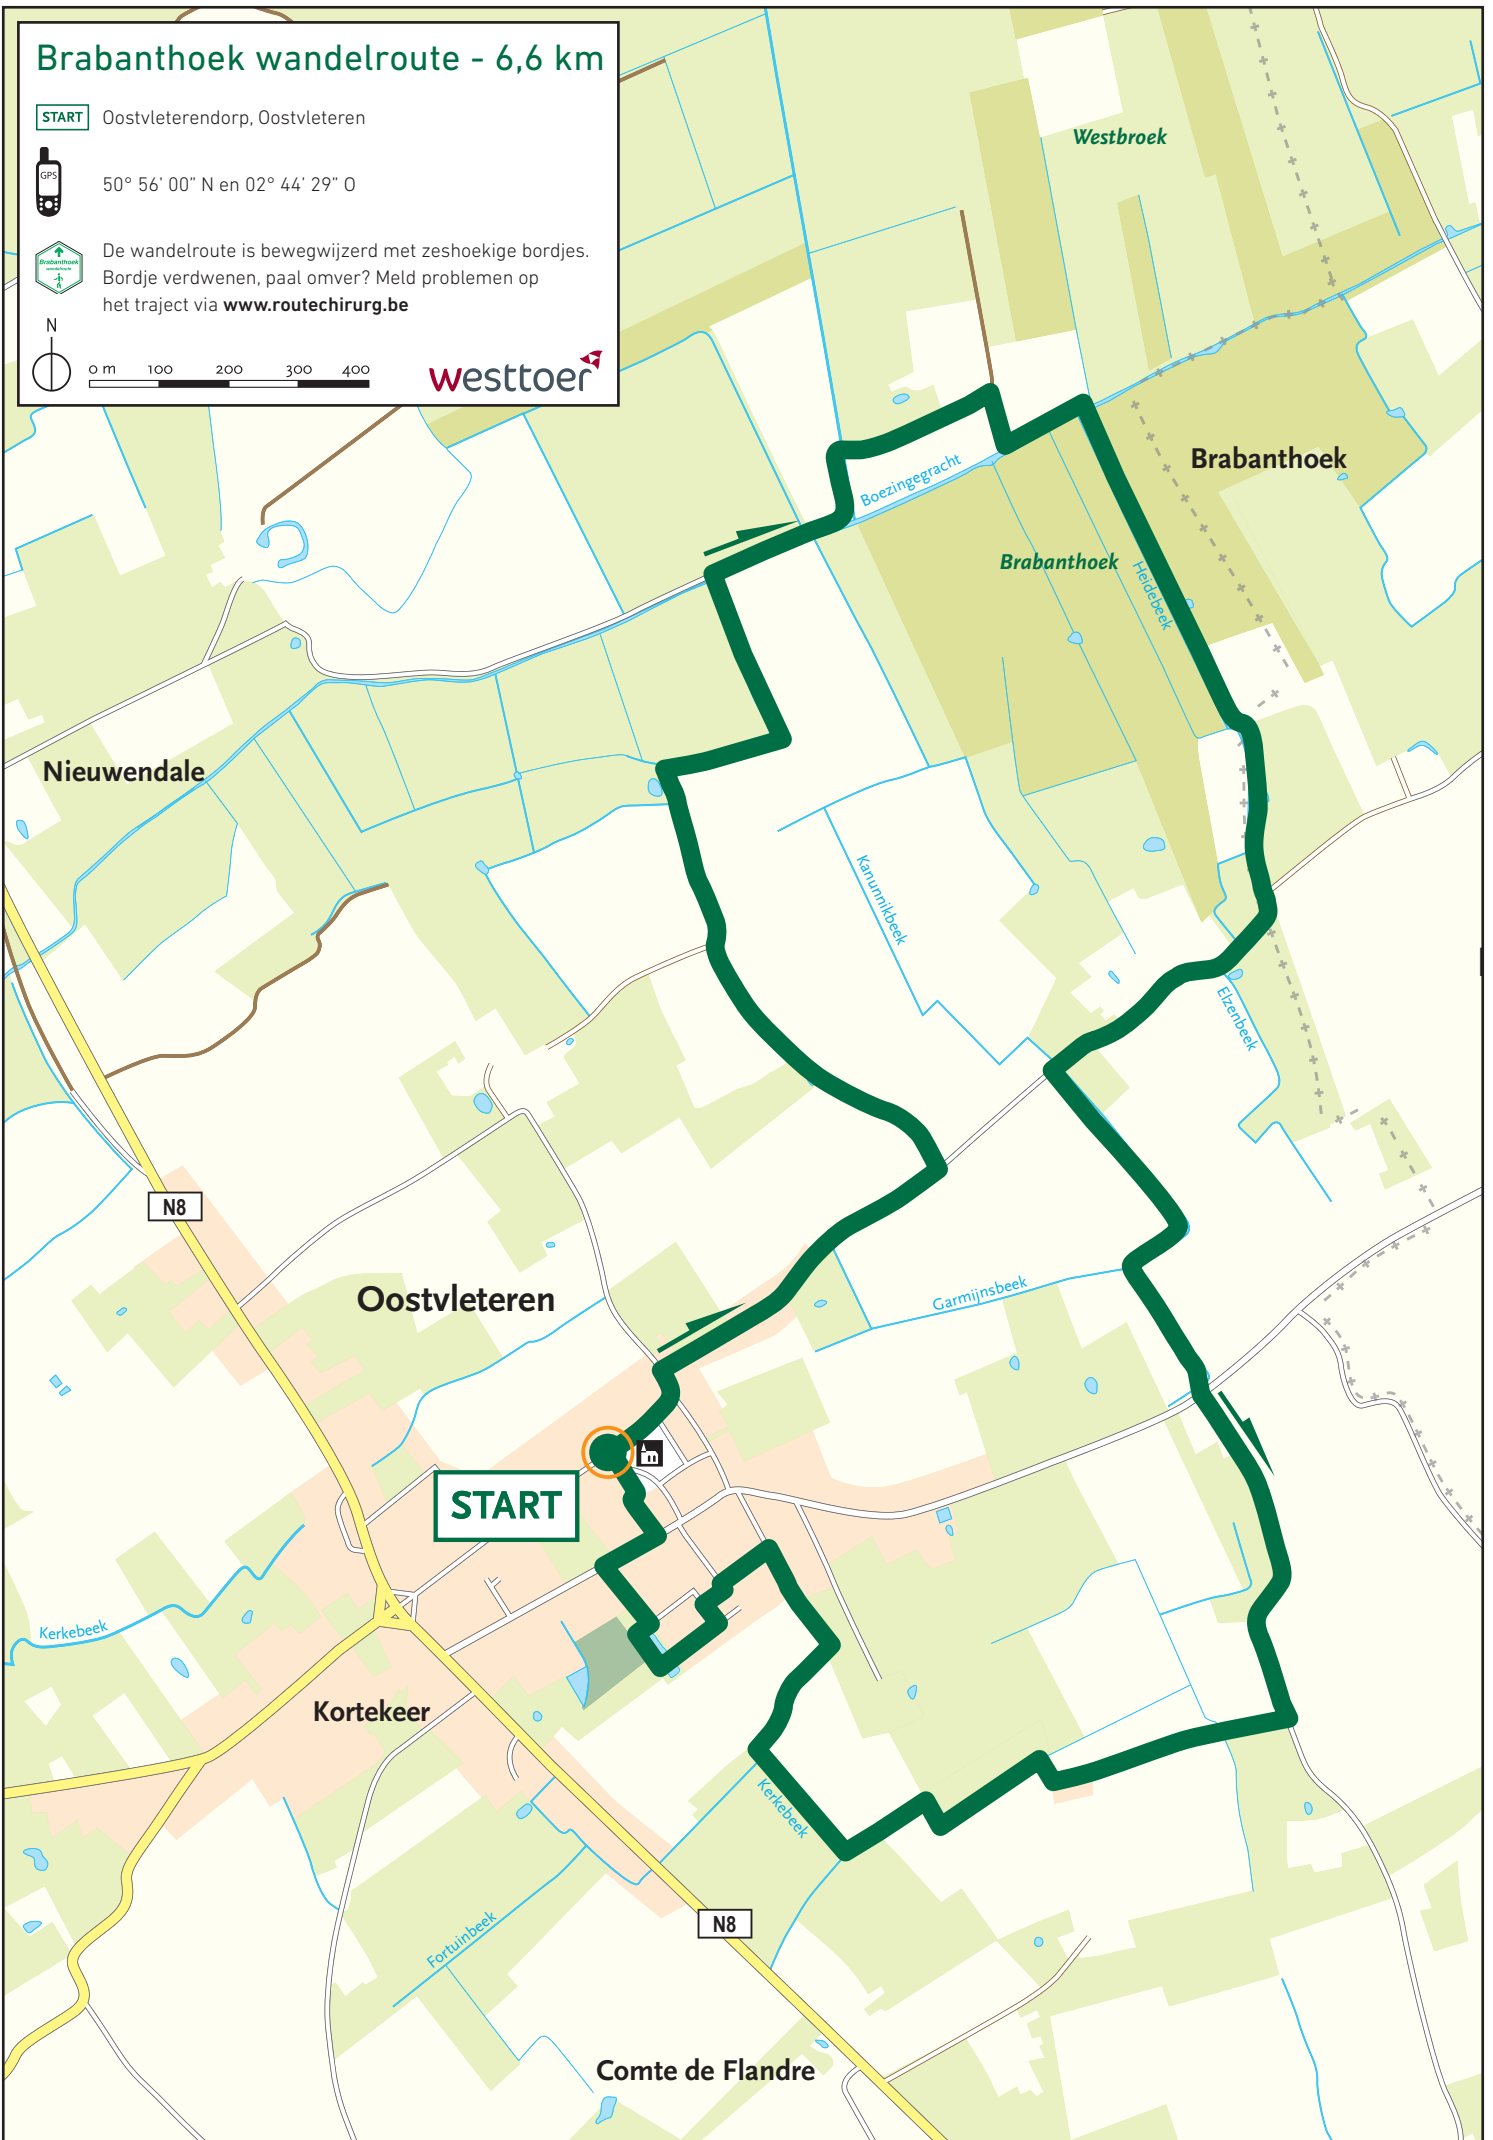 Brabanthoek wandelroute - 6,6 km
START Oostvleterendorp, Oostvleteren
GPS
50° 56' 00" N en 02° 44' 29" O
Brabanthoek
wandelroute
De wandelroute is bewegwijzerd met zeshoekige bordjes.
Bordje verdwenen, paal omver? Meld problemen op
het traject via www.routechirurg.be
N
0 m 100 200 300 400
westtoer
Westbroek
Brabanthoek
Boezingegracht
Brabanthoek
Heidebeek
Nieuwendale
Kanunnikbeek
Elzenbeek
N8
Oostvleteren
Garmijnsbeek
START
Kerkebeek
Kortekeer
Kerkebeek
N8
Fortuinbeek
Comte de Flandre